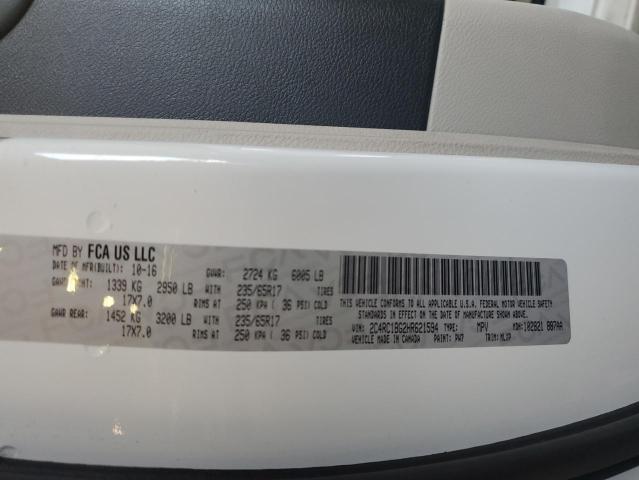 MFD BY FCA US LLC
DATE OF MFR(BUILT): 10-16 GVWR: 2724 KG 6005 LB
GAWR FRONT: 1339 KG 2950 LB WITH 235/65R17 TIRES
17X7.0 RIMS AT 250 KPA ( 36 PSI) COLD
GAWR REAR: 1452 KG 3200 LB WITH 235/65R17 TIRES
17X7.0 RIMS AT 250 KPA ( 36 PSI) COLD
THIS VEHICLE CONFORMS TO ALL APPLICABLE U.S.A. FEDERAL MOTOR VEHICLE SAFETY
STANDARDS IN EFFECT ON THE DATE OF MANUFACTURE SHOWN ABOVE.
VIN: 2C4RC1BG2HR621594 TYPE: MPV MDH: 102821 007AA
VEHICLE MADE IN CANADA PAINT: PW7 TRIM: